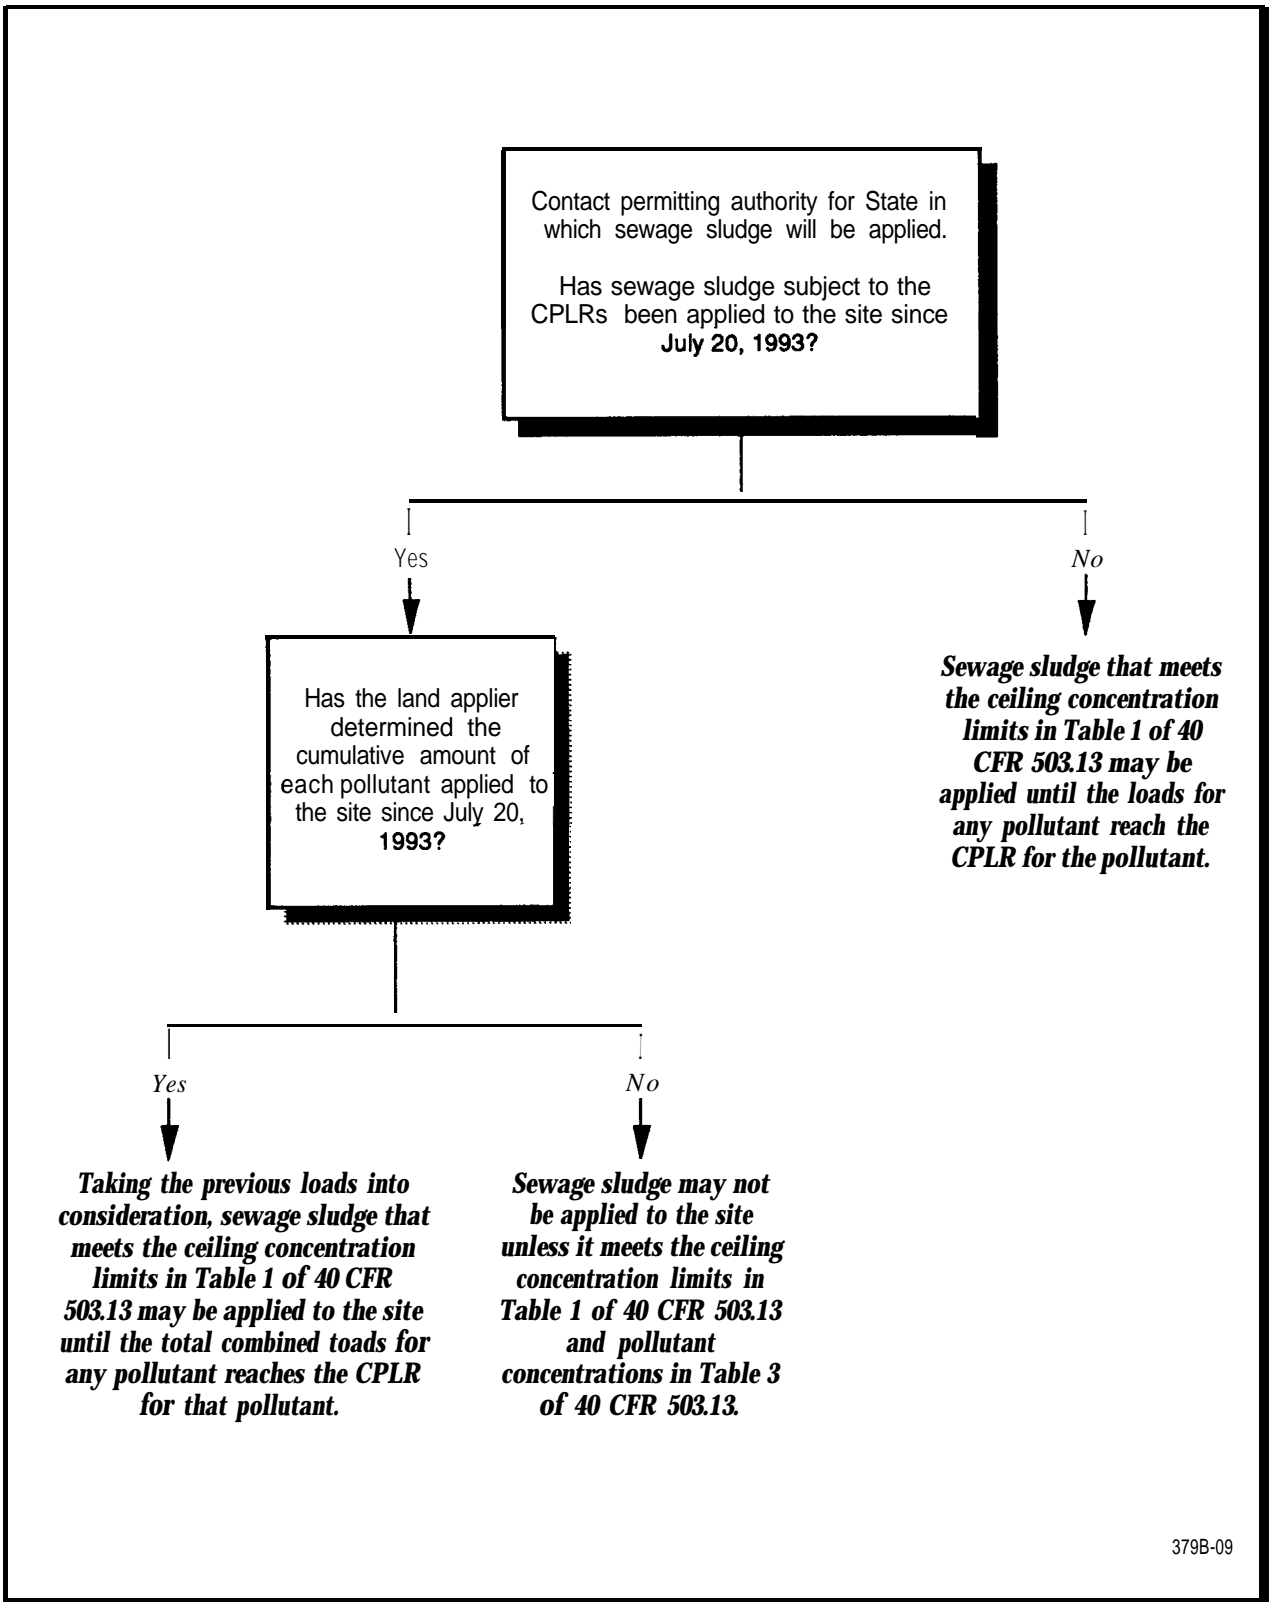 Contact permitting authority for State in
which sewage sludge will be applied.
Has sewage sludge subject to the
CPLRs been applied to the site since
July 20, 1993?
Yes
No
Has the land applier
determined the
cumulative amount of
each pollutant applied to
the site since July 20,
1993?
Sewage sludge that meets
the ceiling concentration
limits in Table 1 of 40
CFR 503.13 may be
applied until the loads for
any pollutant reach the
CPLR for the pollutant.
Yes
No
Taking the previous loads into
consideration, sewage sludge that
meets the ceiling concentration
limits in Table 1 of 40 CFR
503.13 may be applied to the site
until the total combined toads for
any pollutant reaches the CPLR
for that pollutant.
Sewage sludge may not
be applied to the site
unless it meets the ceiling
concentration limits in
Table 1 of 40 CFR 503.13
and pollutant
concentrations in Table 3
of 40 CFR 503.13.
379B-09